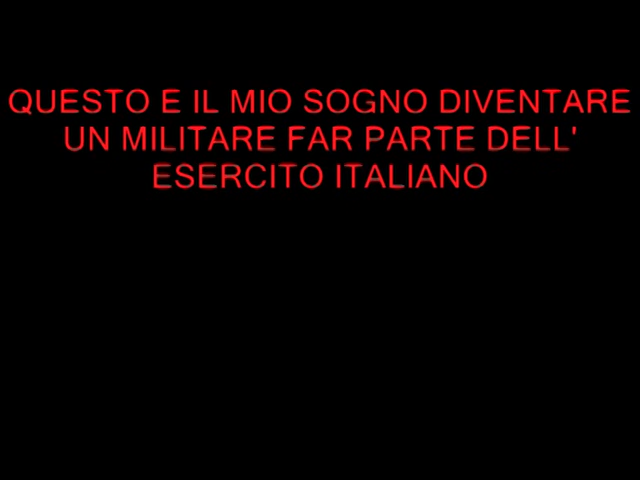 QUESTO E IL MIO SOGNO DIVENTARE
UN MILITARE FAR PARTE DELL'
ESERCITO ITALIANO